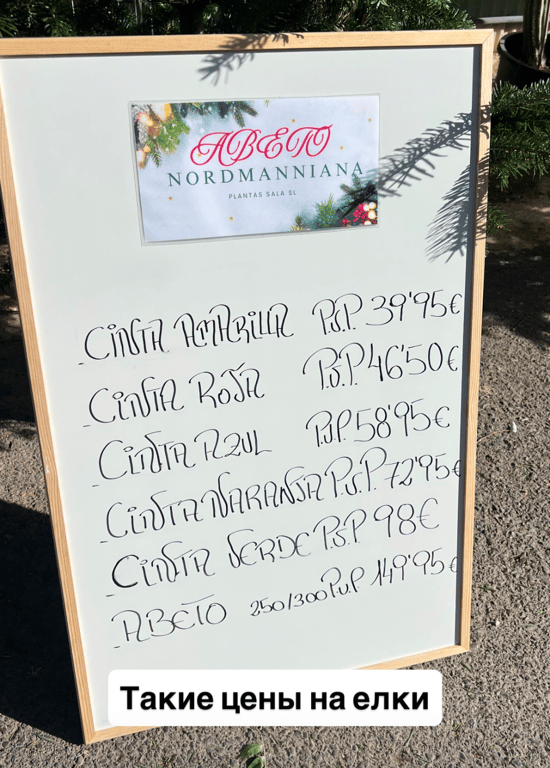 ABETO
NORDMANNIANA
PLANTAS SALA SL
- CINTA AMARILLA P.V.P. 39'95€
- CINTA ROJA P.V.P 46'50€
- CINTA AZUL P.V.P. 58'95€
- CINTA NARANJA P.V.P. 72'95€
- CINTA VERDE P.V.P 98€
- ABETO 250/300 P.V.P 149'95€
Такие цены на елки